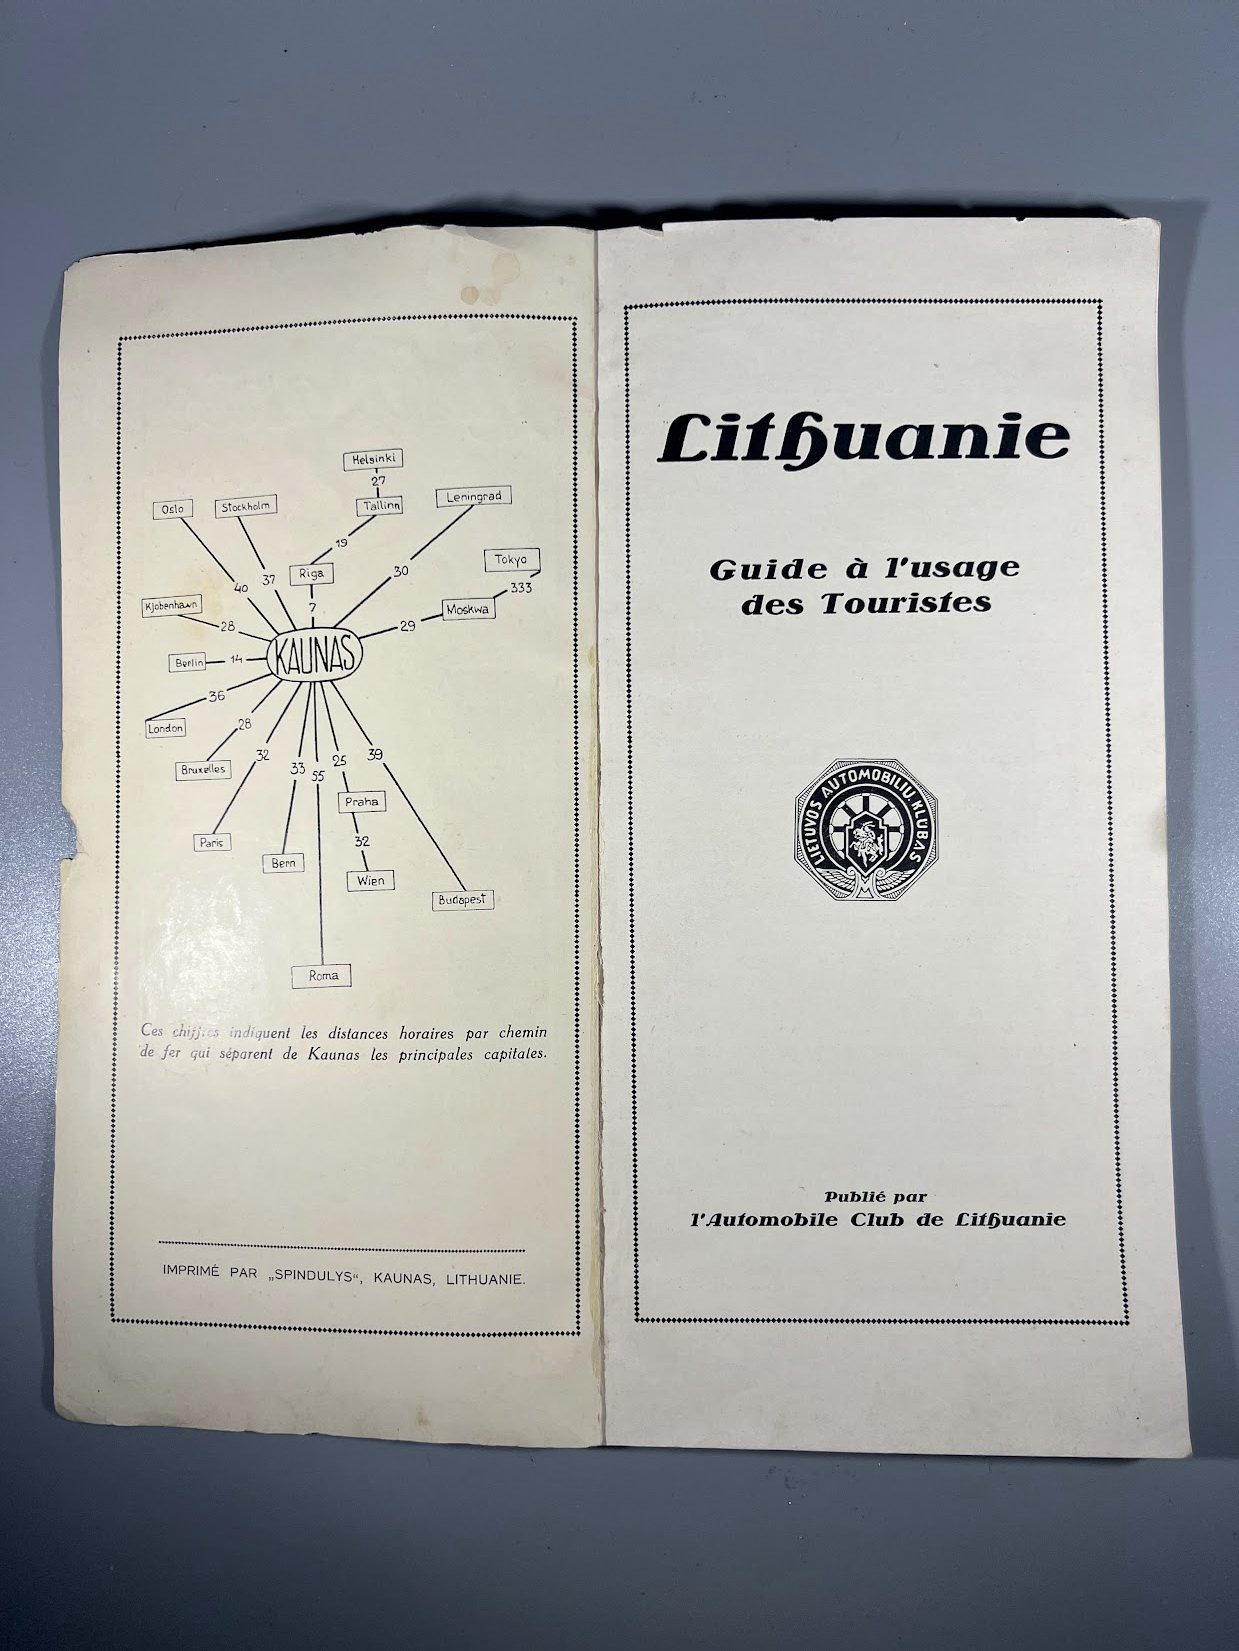 Helsinki
27
Oslo
Stockholm
Tallinn
Leningrad
19
Tokyo
Riga
30
333
40
37
Kjobenhawn
7
Moskwa
28
29
Berlin
14
KAUNAS
36
London
28
Bruxelles
32
33
55
25
39
Praha
Paris
32
Bern
Wien
Budapest
Roma
Ces chiffres indiquent les distances horaires par chemin
de fer qui séparent de Kaunas les principales capitales.
IMPRIMÉ PAR „SPINDULYS“, KAUNAS, LITHUANIE.
Lithuanie
Guide à l'usage
des Touristes
LIETUVOS AUTOMOBILIU KLUBAS
Publié par
l'Automobile Club de Lithuanie